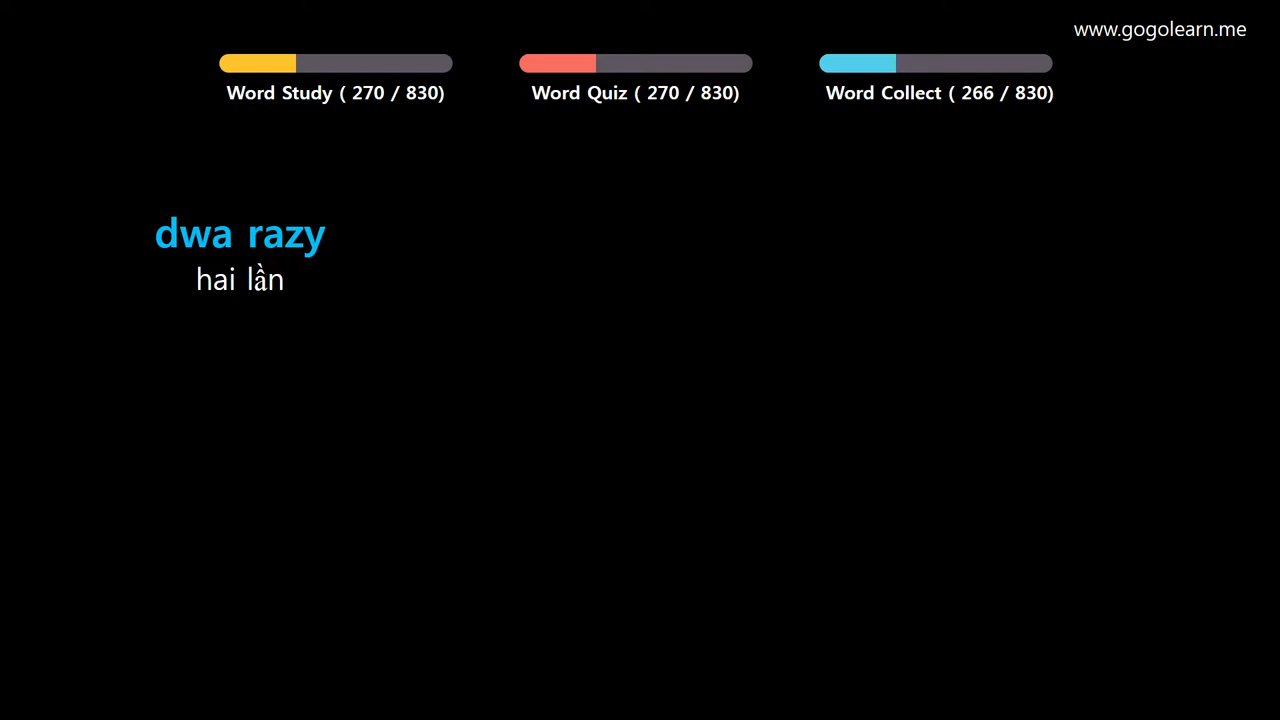 www.gogolearn.me
Word Study ( 270 / 830)
Word Quiz ( 270 / 830)
Word Collect ( 266 / 830)
dwa razy
hai lần